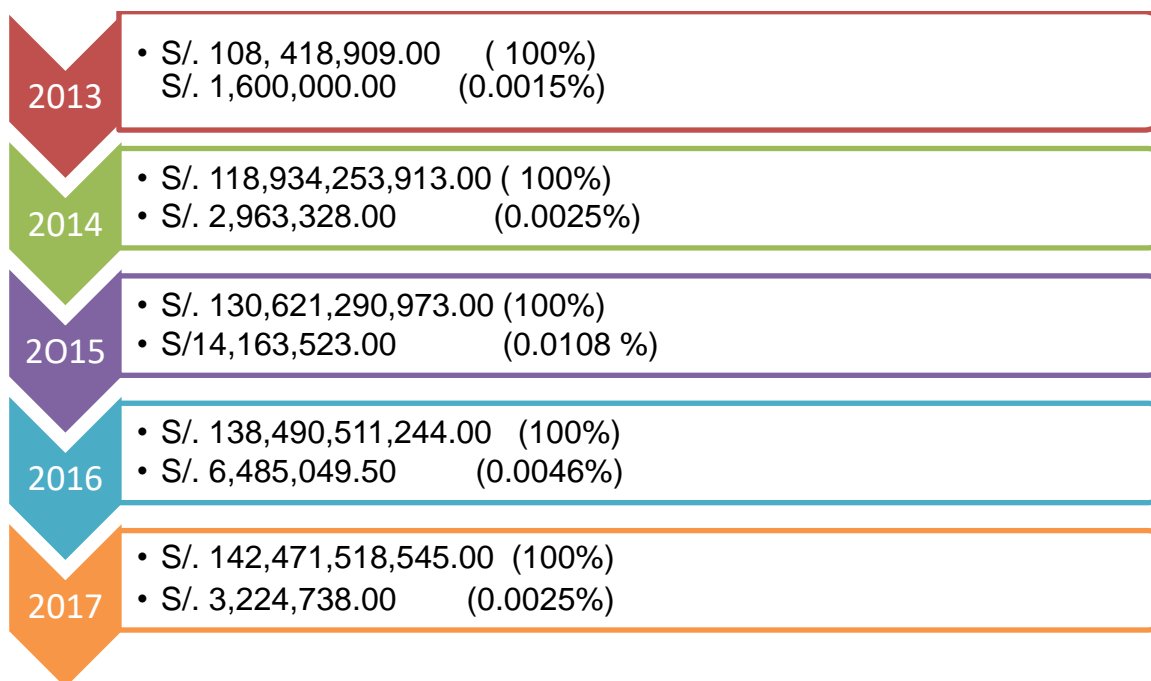 2013
• S/. 108, 418,909.00 ( 100%)
S/. 1,600,000.00 (0.0015%)
2014
• S/. 118,934,253,913.00 ( 100%)
• S/. 2,963,328.00 (0.0025%)
2O15
• S/. 130,621,290,973.00 (100%)
• S/14,163,523.00 (0.0108 %)
2016
• S/. 138,490,511,244.00 (100%)
• S/. 6,485,049.50 (0.0046%)
2017
• S/. 142,471,518,545.00 (100%)
• S/. 3,224,738.00 (0.0025%)